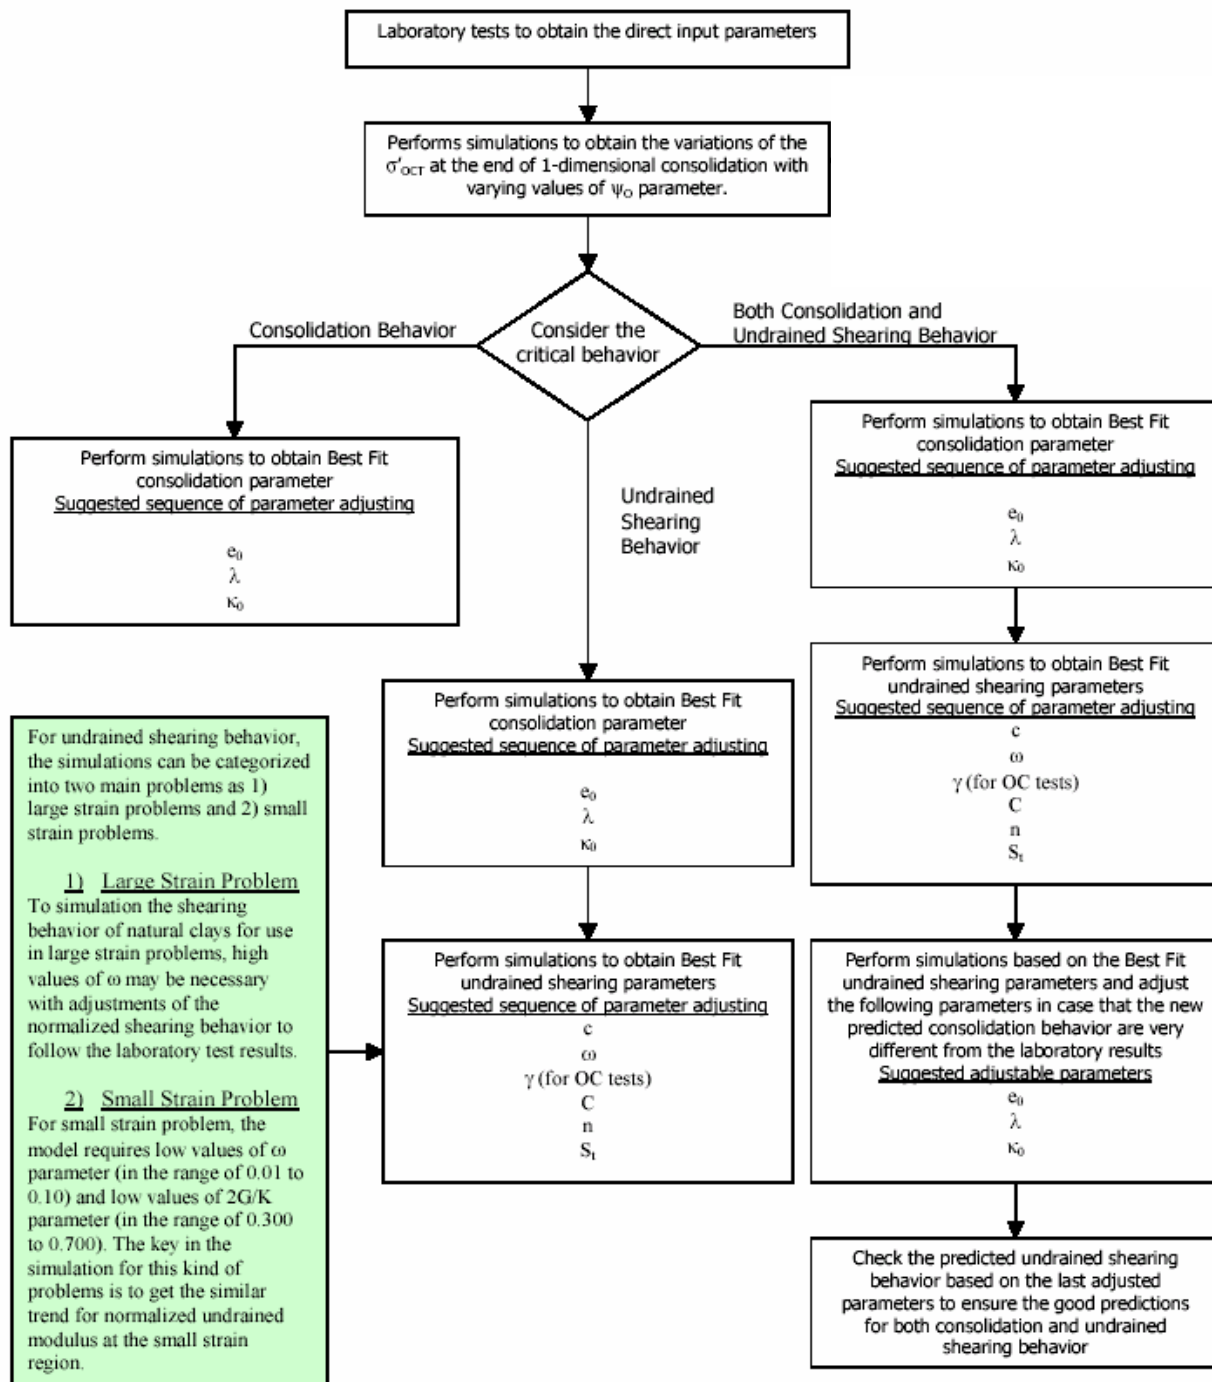 Laboratory tests to obtain the direct input parameters
Performs simulations to obtain the variations of the
σ'OCT at the end of 1-dimensional consolidation with
varying values of ψO parameter.
Consider the
critical behavior
Consolidation Behavior
Both Consolidation and
Undrained Shearing Behavior
Undrained
Shearing
Behavior
Perform simulations to obtain Best Fit
consolidation parameter
Suggested sequence of parameter adjusting
e0
λ
κ0
Perform simulations to obtain Best Fit
consolidation parameter
Suggested sequence of parameter adjusting
e0
λ
κ0
Perform simulations to obtain Best Fit
undrained shearing parameters
Suggested sequence of parameter adjusting
c
ω
γ (for OC tests)
C
n
St
Perform simulations to obtain Best Fit
consolidation parameter
Suggested sequence of parameter adjusting
e0
λ
κ0
Perform simulations to obtain Best Fit
undrained shearing parameters
Suggested sequence of parameter adjusting
c
ω
γ (for OC tests)
C
n
St
Perform simulations based on the Best Fit
undrained shearing parameters and adjust
the following parameters in case that the new
predicted consolidation behavior are very
different from the laboratory results
Suggested adjustable parameters
e0
λ
κ0
Check the predicted undrained shearing
behavior based on the last adjusted
parameters to ensure the good predictions
for both consolidation and undrained
shearing behavior
For undrained shearing behavior,
the simulations can be categorized
into two main problems as 1)
large strain problems and 2) small
strain problems.
1) Large Strain Problem
To simulation the shearing
behavior of natural clays for use
in large strain problems, high
values of ω may be necessary
with adjustments of the
normalized shearing behavior to
follow the laboratory test results.
2) Small Strain Problem
For small strain problem, the
model requires low values of ω
parameter (in the range of 0.01 to
0.10) and low values of 2G/K
parameter (in the range of 0.300
to 0.700). The key in the
simulation for this kind of
problems is to get the similar
trend for normalized undrained
modulus at the small strain
region.